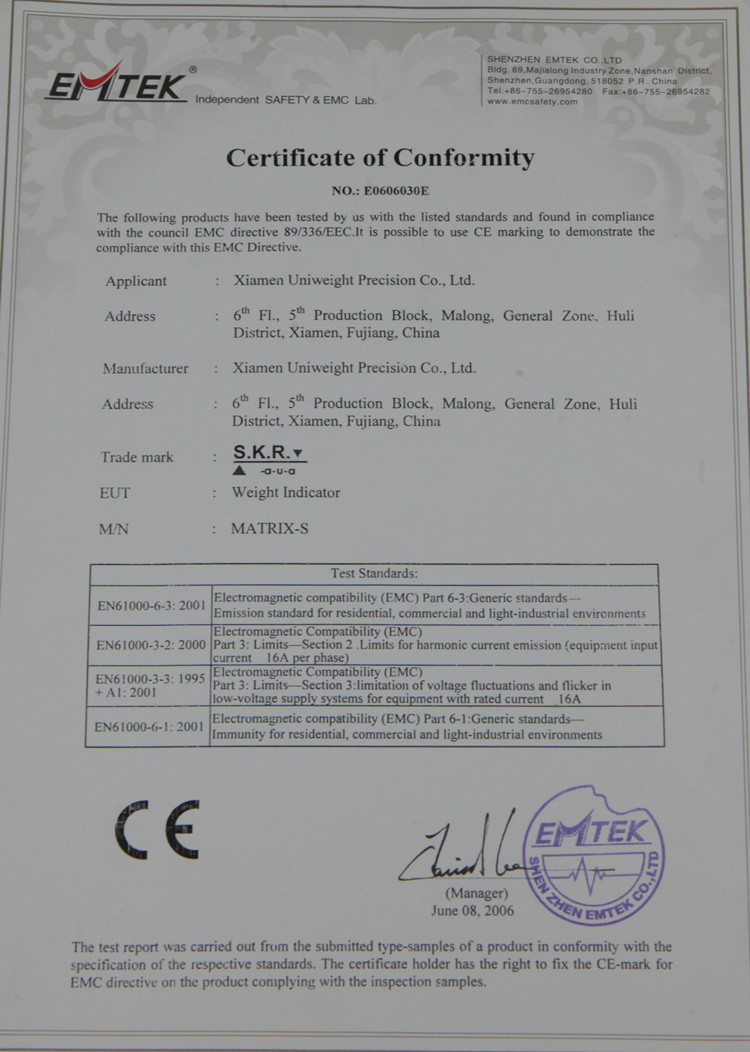 EMTEK®
Independent SAFETY & EMC Lab.
SHENZHEN EMTEK CO.,LTD
Bldg. 69,Majialong Industry Zone,Nanshan District,
Shenzhen,Guangdong, 518052 P.R. China
Tel:+86-755-26954280 Fax:+86-755-26954282
www.emcsafety.com
Certificate of Conformity
NO.: E0606030E
The following products have been tested by us with the listed standards and found in compliance
with the council EMC directive 89/336/EEC.It is possible to use CE marking to demonstrate the
compliance with this EMC Directive.
Applicant : Xiamen Uniweight Precision Co., Ltd.
Address : 6th Fl., 5th Production Block, Malong, General Zone, Huli
District, Xiamen, Fujiang, China
Manufacturer : Xiamen Uniweight Precision Co., Ltd.
Address : 6th Fl., 5th Production Block, Malong, General Zone, Huli
District, Xiamen, Fujiang, China
Trade mark : S.K.R.▼
▲ -a-u-a
EUT : Weight Indicator
M/N : MATRIX-S
Test Standards:
EN61000-6-3: 2001 Electromagnetic compatibility (EMC) Part 6-3:Generic standards—
Emission standard for residential, commercial and light-industrial environments
EN61000-3-2: 2000 Electromagnetic Compatibility (EMC)
Part 3: Limits—Section 2 .Limits for harmonic current emission (equipment input
current 16A per phase)
EN61000-3-3: 1995 Electromagnetic Compatibility (EMC)
+ A1: 2001 Part 3: Limits—Section 3:limitation of voltage fluctuations and flicker in
low-voltage supply systems for equipment with rated current 16A
EN61000-6-1: 2001 Electromagnetic compatibility (EMC) Part 6-1:Generic standards—
Immunity for residential, commercial and light-industrial environments
CE
EMTEK
SHEN ZHEN EMTEK CO.,LTD
(Manager)
June 08, 2006
The test report was carried out from the submitted type-samples of a product in conformity with the
specification of the respective standards. The certificate holder has the right to fix the CE-mark for
EMC directive on the product complying with the inspection samples.